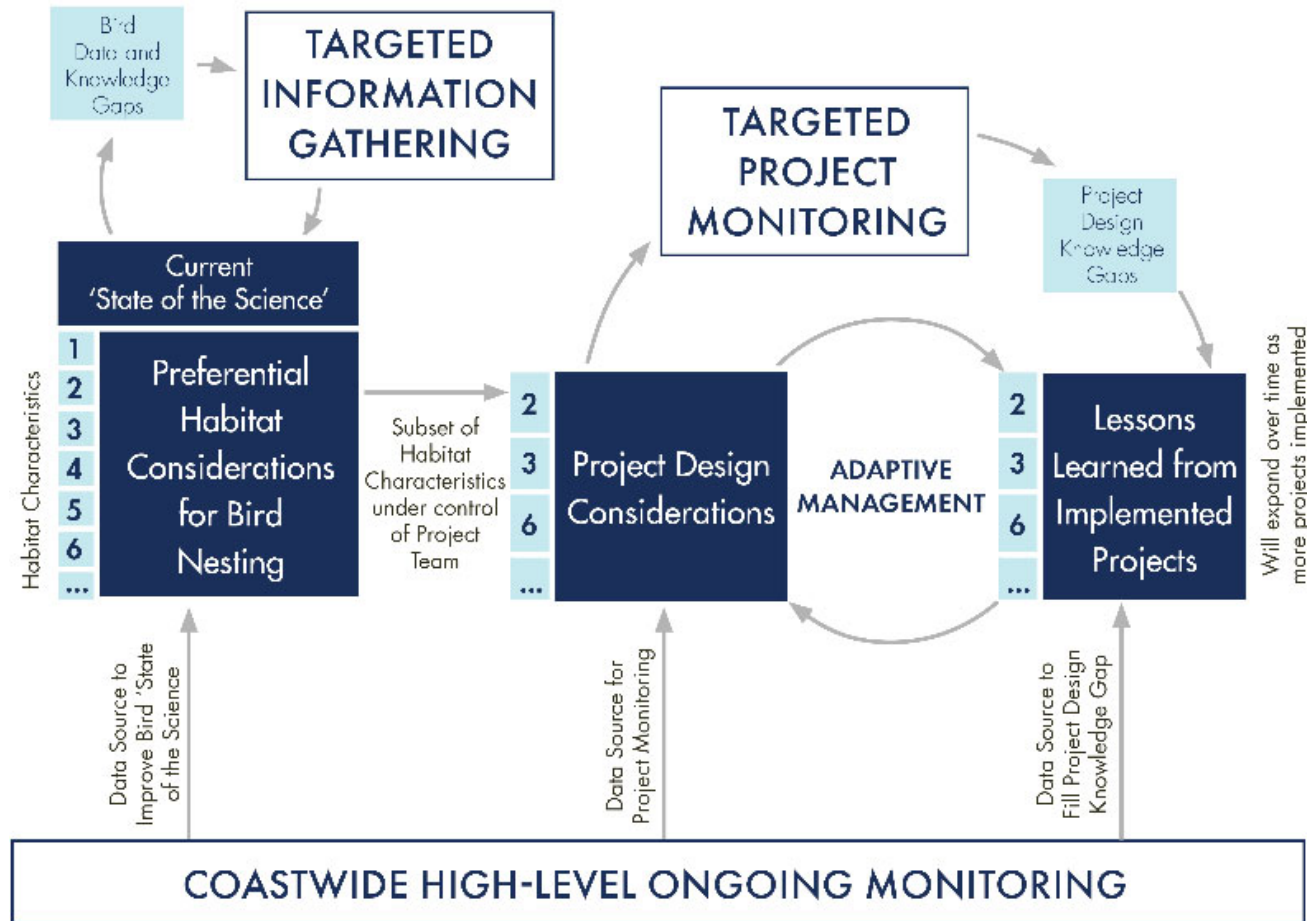 Bird
Data and
Knowledge
Gaps
TARGETED
INFORMATION
GATHERING
TARGETED
PROJECT
MONITORING
Project
Design
Knowledge
Gaps
Current
'State of the Science'
Habitat Characteristics
1
2
3
4
5
6
...
Preferential
Habitat
Considerations
for Bird
Nesting
Subset of
Habitat
Characteristics
under control
of Project
Team
2
3
6
...
Project Design
Considerations
ADAPTIVE
MANAGEMENT
2
3
6
...
Lessons
Learned from
Implemented
Projects
Will expand over time as
more projects implemented
Data Source to
Improve Bird 'State
of the Science
Data Source for
Project Monitoring
Data Source to
Fill Project Design
Knowledge Gap
COASTWIDE HIGH-LEVEL ONGOING MONITORING